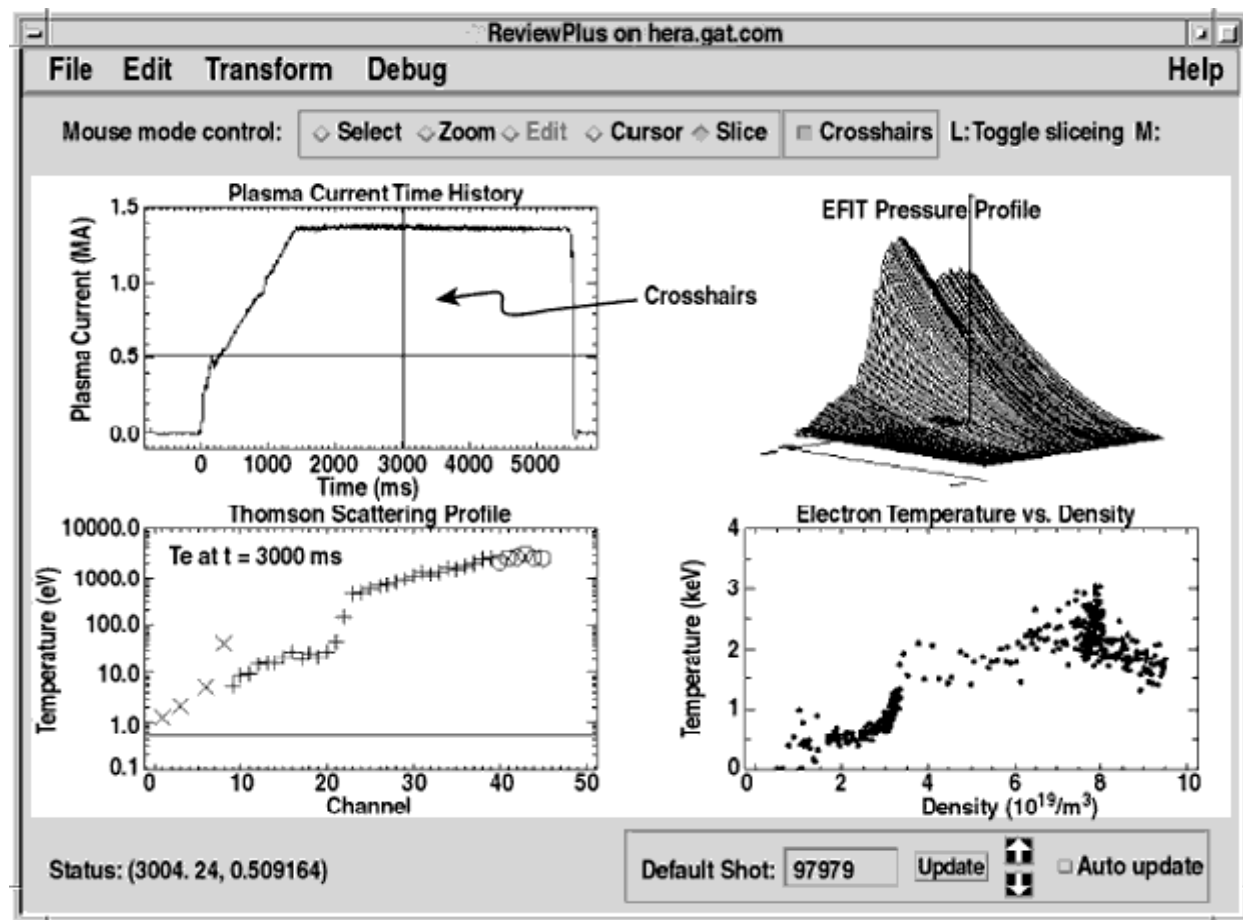 ReviewPlus on hera.gat.com
File Edit Transform Debug Help
Mouse mode control: Select Zoom Edit Cursor Slice Crosshairs L: Toggle sliceing M:
Plasma Current Time History
Plasma Current (MA)
1.5
1.0
0.5
0.0
0 1000 2000 3000 4000 5000
Time (ms)
Crosshairs
EFIT Pressure Profile
Thomson Scattering Profile
Te at t = 3000 ms
Temperature (eV)
10000.0
1000.0
100.0
10.0
1.0
0.1
0 10 20 30 40 50
Channel
Electron Temperature vs. Density
Temperature (keV)
4
3
2
1
0
0 2 4 6 8 10
Density (10^19/m^3)
Status: (3004. 24, 0.509164)
Default Shot: 97979 Update Auto update